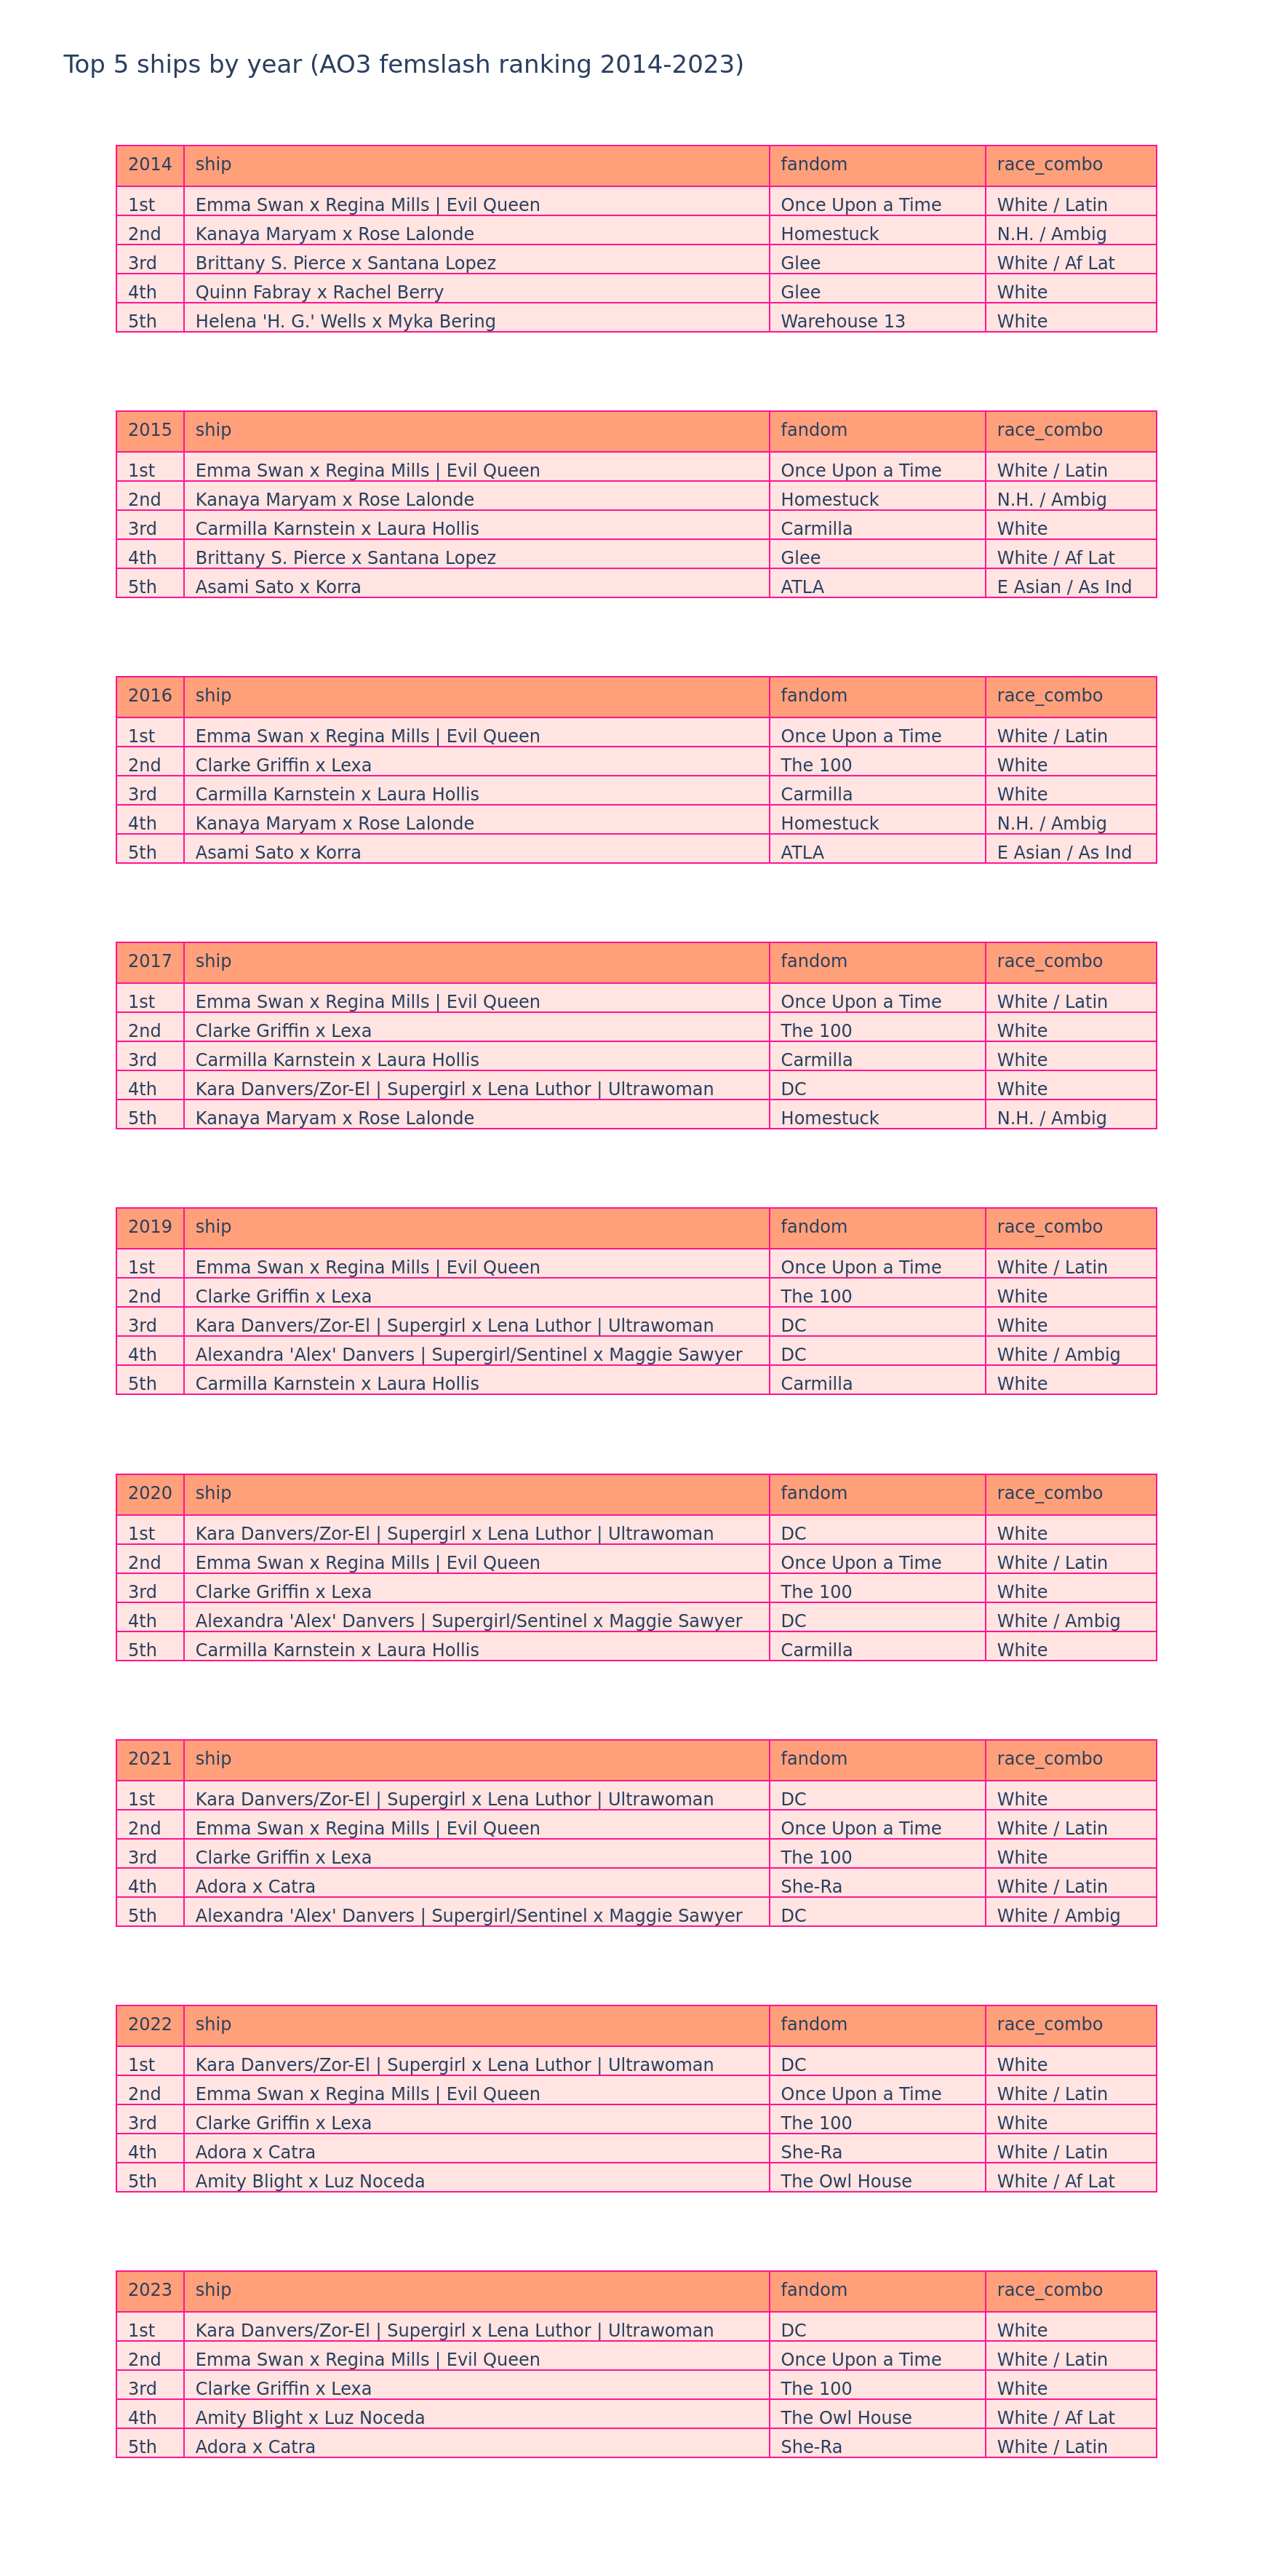 Top 5 ships by year (AO3 femslash ranking 2014-2023)
2014 ship fandom race_combo
1st Emma Swan x Regina Mills | Evil Queen Once Upon a Time White / Latin
2nd Kanaya Maryam x Rose Lalonde Homestuck N.H. / Ambig
3rd Brittany S. Pierce x Santana Lopez Glee White / Af Lat
4th Quinn Fabray x Rachel Berry Glee White
5th Helena 'H. G.' Wells x Myka Bering Warehouse 13 White
2015 ship fandom race_combo
1st Emma Swan x Regina Mills | Evil Queen Once Upon a Time White / Latin
2nd Kanaya Maryam x Rose Lalonde Homestuck N.H. / Ambig
3rd Carmilla Karnstein x Laura Hollis Carmilla White
4th Brittany S. Pierce x Santana Lopez Glee White / Af Lat
5th Asami Sato x Korra ATLA E Asian / As Ind
2016 ship fandom race_combo
1st Emma Swan x Regina Mills | Evil Queen Once Upon a Time White / Latin
2nd Clarke Griffin x Lexa The 100 White
3rd Carmilla Karnstein x Laura Hollis Carmilla White
4th Kanaya Maryam x Rose Lalonde Homestuck N.H. / Ambig
5th Asami Sato x Korra ATLA E Asian / As Ind
2017 ship fandom race_combo
1st Emma Swan x Regina Mills | Evil Queen Once Upon a Time White / Latin
2nd Clarke Griffin x Lexa The 100 White
3rd Carmilla Karnstein x Laura Hollis Carmilla White
4th Kara Danvers/Zor-El | Supergirl x Lena Luthor | Ultrawoman DC White
5th Kanaya Maryam x Rose Lalonde Homestuck N.H. / Ambig
2019 ship fandom race_combo
1st Emma Swan x Regina Mills | Evil Queen Once Upon a Time White / Latin
2nd Clarke Griffin x Lexa The 100 White
3rd Kara Danvers/Zor-El | Supergirl x Lena Luthor | Ultrawoman DC White
4th Alexandra 'Alex' Danvers | Supergirl/Sentinel x Maggie Sawyer DC White / Ambig
5th Carmilla Karnstein x Laura Hollis Carmilla White
2020 ship fandom race_combo
1st Kara Danvers/Zor-El | Supergirl x Lena Luthor | Ultrawoman DC White
2nd Emma Swan x Regina Mills | Evil Queen Once Upon a Time White / Latin
3rd Clarke Griffin x Lexa The 100 White
4th Alexandra 'Alex' Danvers | Supergirl/Sentinel x Maggie Sawyer DC White / Ambig
5th Carmilla Karnstein x Laura Hollis Carmilla White
2021 ship fandom race_combo
1st Kara Danvers/Zor-El | Supergirl x Lena Luthor | Ultrawoman DC White
2nd Emma Swan x Regina Mills | Evil Queen Once Upon a Time White / Latin
3rd Clarke Griffin x Lexa The 100 White
4th Adora x Catra She-Ra White / Latin
5th Alexandra 'Alex' Danvers | Supergirl/Sentinel x Maggie Sawyer DC White / Ambig
2022 ship fandom race_combo
1st Kara Danvers/Zor-El | Supergirl x Lena Luthor | Ultrawoman DC White
2nd Emma Swan x Regina Mills | Evil Queen Once Upon a Time White / Latin
3rd Clarke Griffin x Lexa The 100 White
4th Adora x Catra She-Ra White / Latin
5th Amity Blight x Luz Noceda The Owl House White / Af Lat
2023 ship fandom race_combo
1st Kara Danvers/Zor-El | Supergirl x Lena Luthor | Ultrawoman DC White
2nd Emma Swan x Regina Mills | Evil Queen Once Upon a Time White / Latin
3rd Clarke Griffin x Lexa The 100 White
4th Amity Blight x Luz Noceda The Owl House White / Af Lat
5th Adora x Catra She-Ra White / Latin